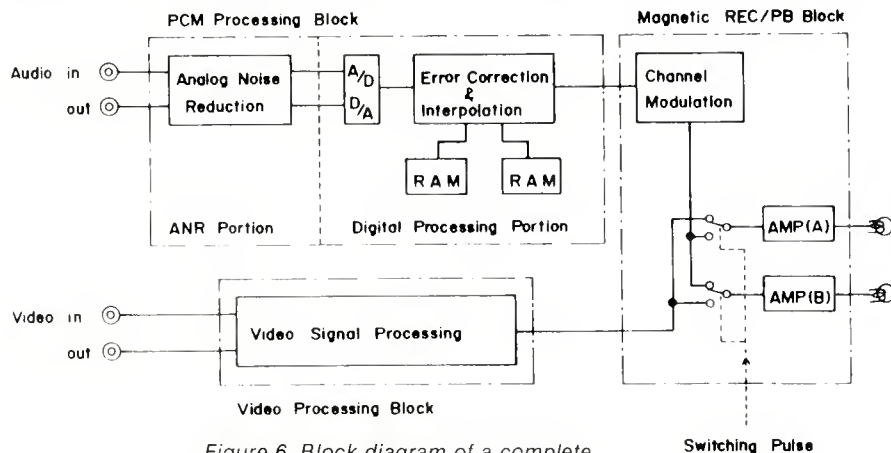 PCM Processing Block
Magnetic REC/PB Block
Audio in
out
Analog Noise
Reduction
A/D
D/A
Error Correction
&
Interpolation
Channel
Modulation
RAM
RAM
ANR Portion
Digital Processing Portion
AMP(A)
AMP(B)
Video in
out
Video Signal Processing
Video Processing Block
Switching Pulse
Figure 6. Block diagram of a complete